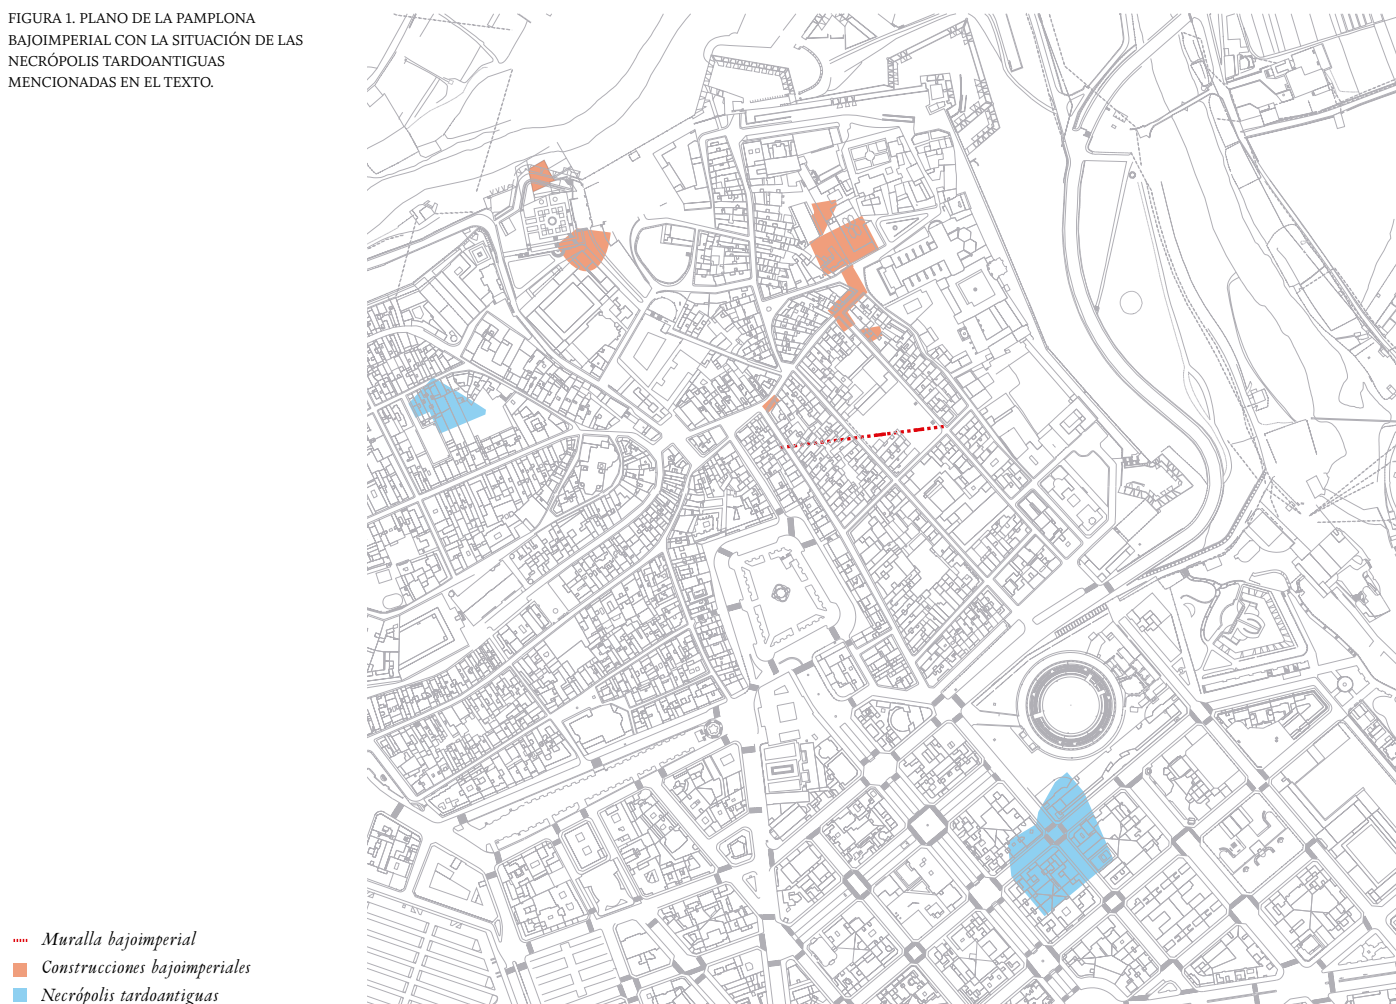 FIGURA 1. PLANO DE LA PAMPLONA
BAJOIMPERIAL CON LA SITUACIÓN DE LAS
NECRÓPOLIS TARDOANTIGUAS
MENCIONADAS EN EL TEXTO.
Muralla bajoimperial
Construcciones bajoimperiales
Necrópolis tardoantiguas